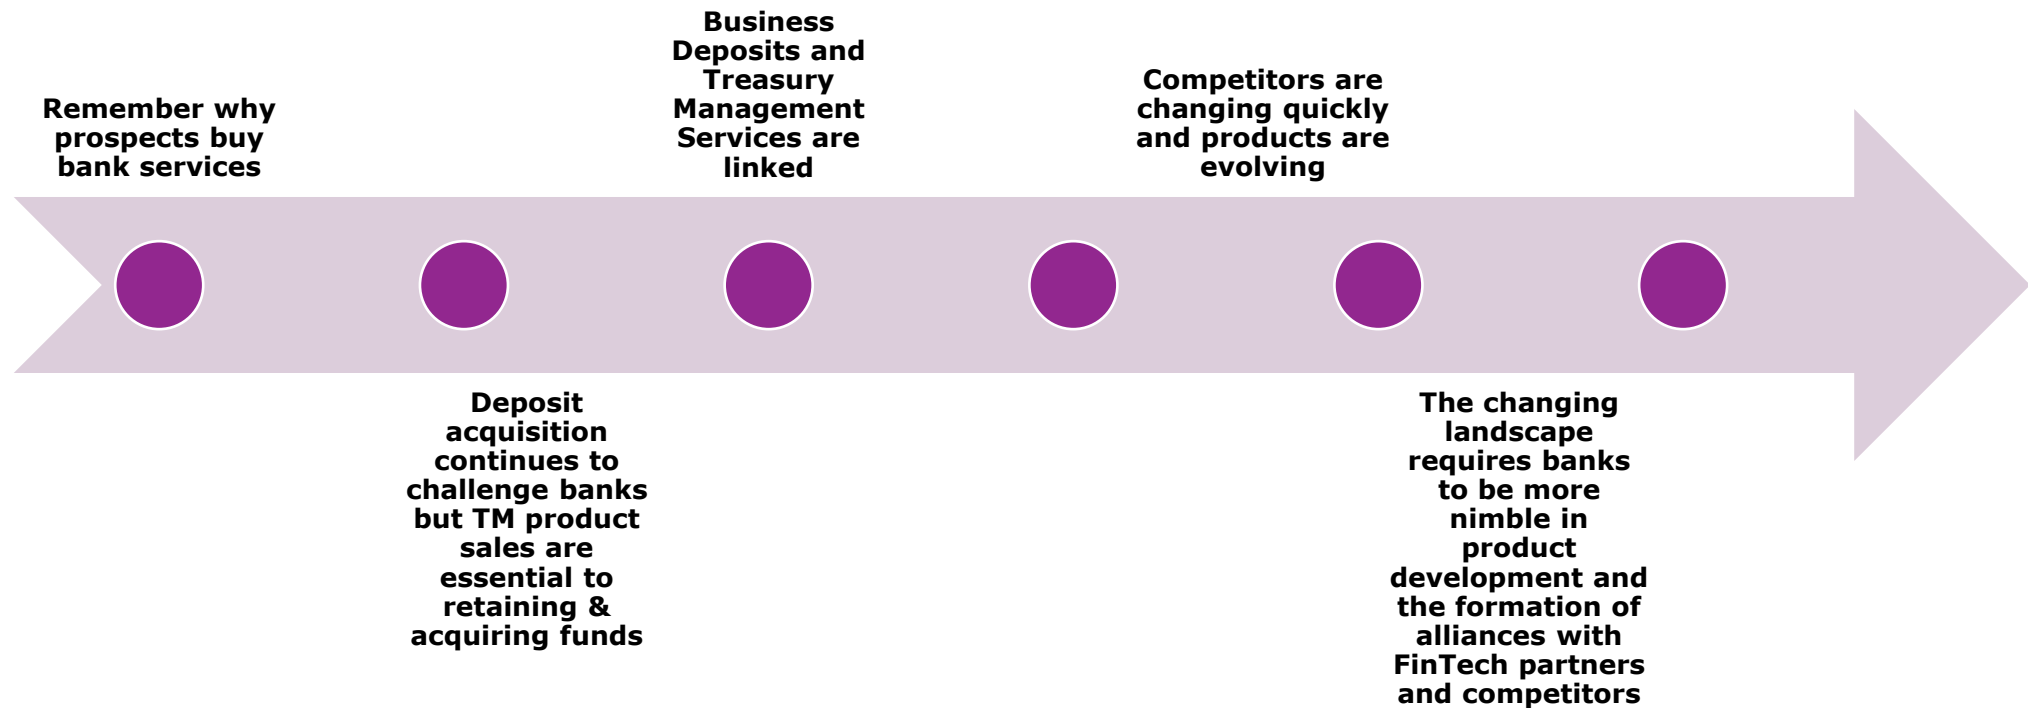 Remember why
prospects buy
bank services
Deposit
acquisition
continues to
challenge banks
but TM product
sales are
essential to
retaining &
acquiring funds
Business
Deposits and
Treasury
Management
Services are
linked
Competitors are
changing quickly
and products are
evolving
The changing
landscape
requires banks
to be more
nimble in
product
development and
the formation of
alliances with
FinTech partners
and competitors